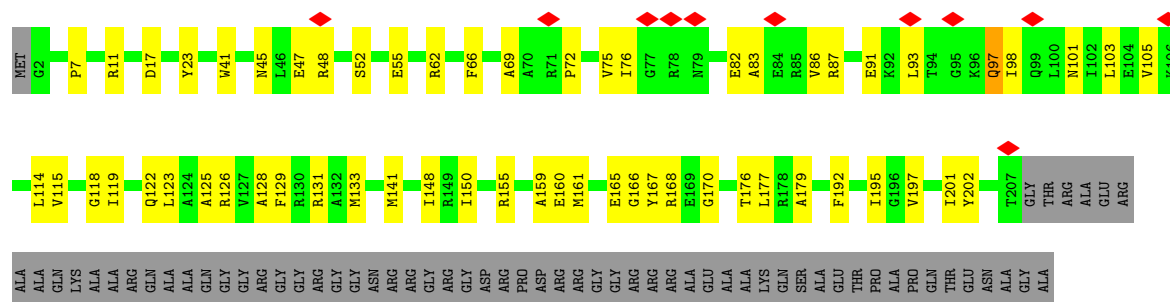 MET G2 P7 R11 D17 Y23 W41 N45 L46 E47 R48 S52 E55 R62 F66 A69 A70 R71 P72 V75 I76 G77 R78 N79 E82 A83 E84 R85 V86 R87 E91 K92 L93 T94 G95 K96 Q97 I98 Q99 L100 N101 I102 L103 E104 V105 K106
L114 V115 G118 I119 Q122 L123 A124 A125 R126 V127 A128 F129 R130 R131 A132 M133 M141 I148 R149 I150 R155 A159 E160 M161 E165 G166 Y167 R168 E169 G170 T176 L177 R178 A179 F192 I195 G196 V197 I201 Y202 T207 GLY THR ARG ALA GLU ARG
ALA ALA GLN LYS ALA ALA ARG GLN ALA ALA GLN GLY GLY ARG GLY GLY ARG GLY GLY ASN ARG ARG ARG GLY ARG GLY ASP ARG PRO ASP ARG ARG GLY GLY ARG ARG ARG ALA GLU ALA ALA LYS GLN SER ALA GLU THR PRO ALA PRO GLN THR GLU ASN ALA GLY ALA